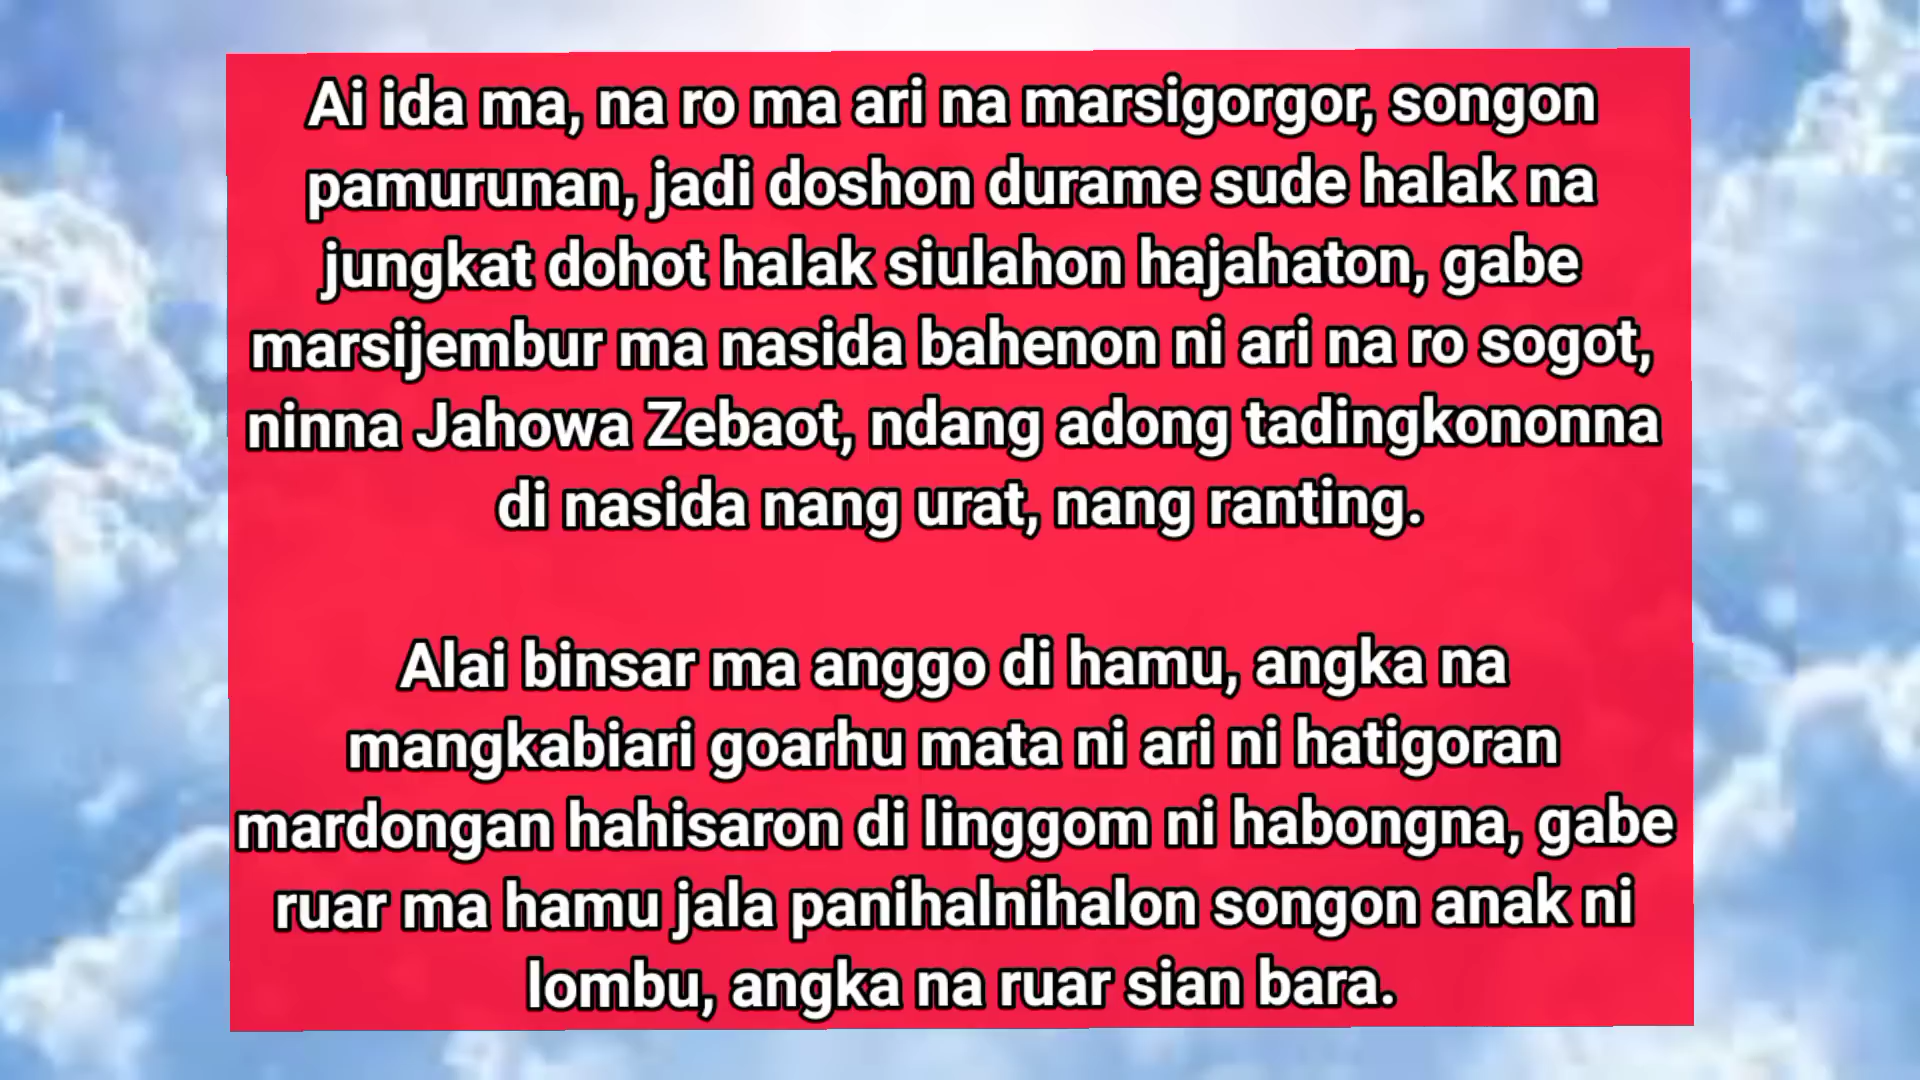 Ai ida ma, na ro ma ari na marsigorgor, songon
pamurunan, jadi doshon durame sude halak na
jungkat dohot halak siulahon hajahaton, gabe
marsijembur ma nasida bahenon ni ari na ro sogot,
ninna Jahowa Zebaot, ndang adong tadingkononna
di nasida nang urat, nang ranting.
Alai binsar ma anggo di hamu, angka na
mangkabiari goarhu mata ni ari ni hatigoran
mardongan hahisaron di linggom ni habongna, gabe
ruar ma hamu jala panihalnihalon songon anak ni
lombu, angka na ruar sian bara.